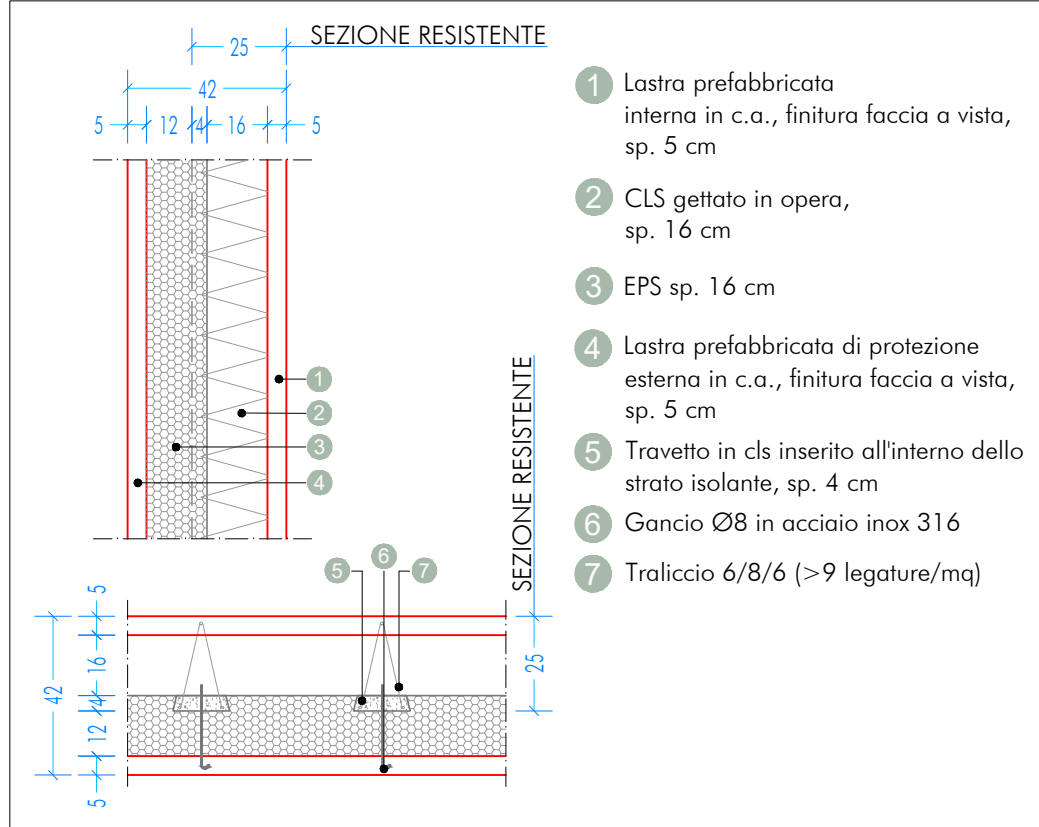 SEZIONE RESISTENTE
25
42
5 12 4 16 5
1 Lastra prefabbricata
interna in c.a., finitura faccia a vista,
sp. 5 cm
2 CLS gettato in opera,
sp. 16 cm
3 EPS sp. 16 cm
4 Lastra prefabbricata di protezione
esterna in c.a., finitura faccia a vista,
sp. 5 cm
5 Travetto in cls inserito all'interno dello
strato isolante, sp. 4 cm
6 Gancio Ø8 in acciaio inox 316
7 Traliccio 6/8/6 (>9 legature/mq)
1
2
3
4
SEZIONE RESISTENTE
5 6 7
5
16
4
12
5
42
25